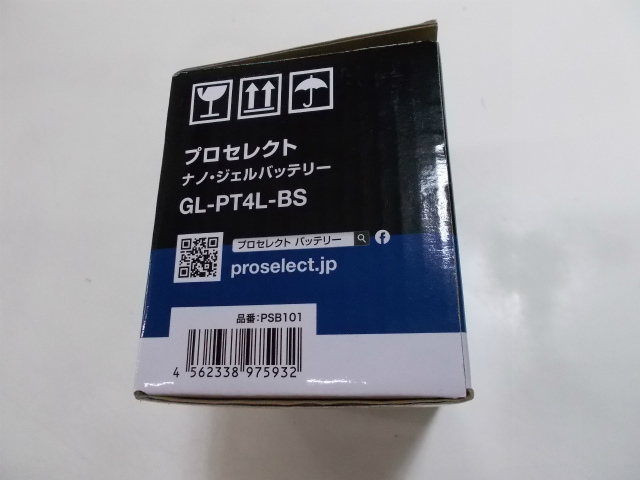 プロセレクト
ナノ・ジェルバッテリー
GL-PT4L-BS
プロセレクト バッテリー
proselect.jp
品番:PSB101
4 562338 975932